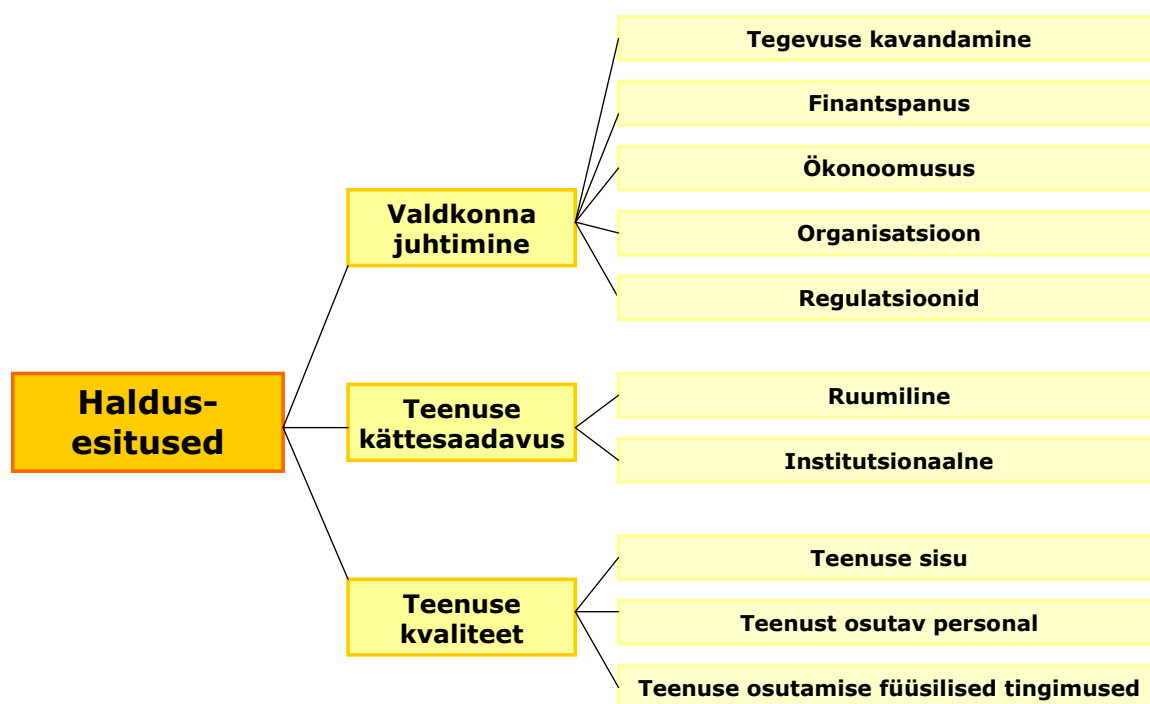 Tegevuse kavandamine
Finantspanus
Ökonoomusus
Organisatsioon
Regulatsioonid
Valdkonna
juhtimine
Haldus-
esitused
Teenuse
kättesaadavus
Ruumiline
Institutsionaalne
Teenuse
kvaliteet
Teenuse sisu
Teenust osutav personal
Teenuse osutamise füüsilised tingimused